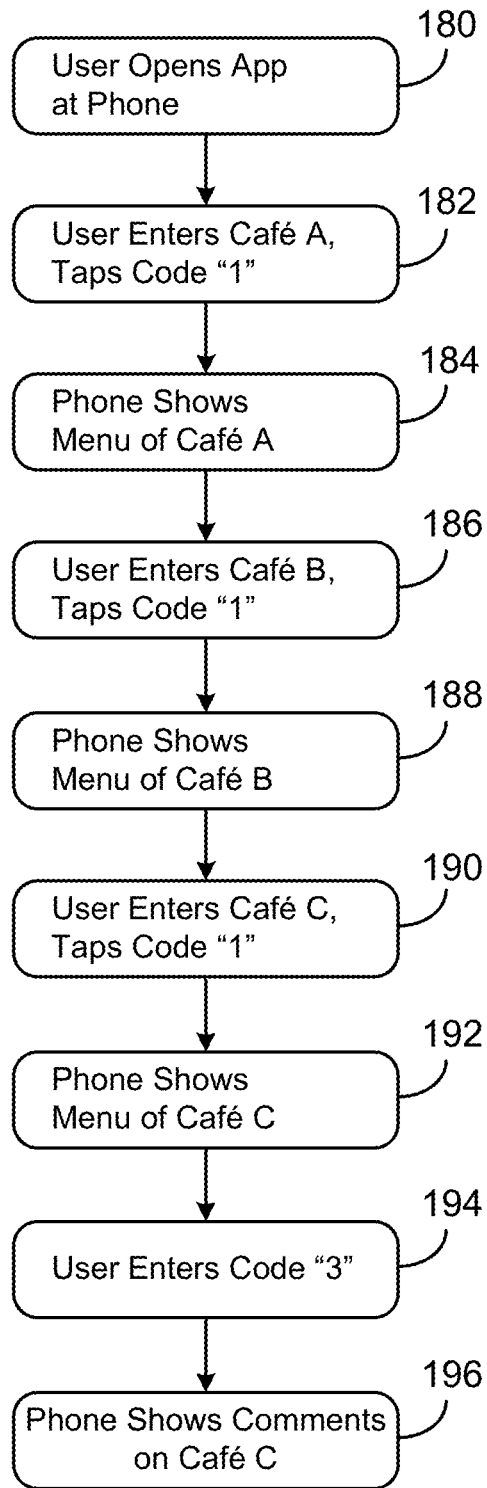 180
User Opens App
at Phone
182
User Enters Café A,
Taps Code “1”
184
Phone Shows
Menu of Café A
186
User Enters Café B,
Taps Code “1”
188
Phone Shows
Menu of Café B
190
User Enters Café C,
Taps Code “1”
192
Phone Shows
Menu of Café C
194
User Enters Code “3”
196
Phone Shows Comments
on Café C